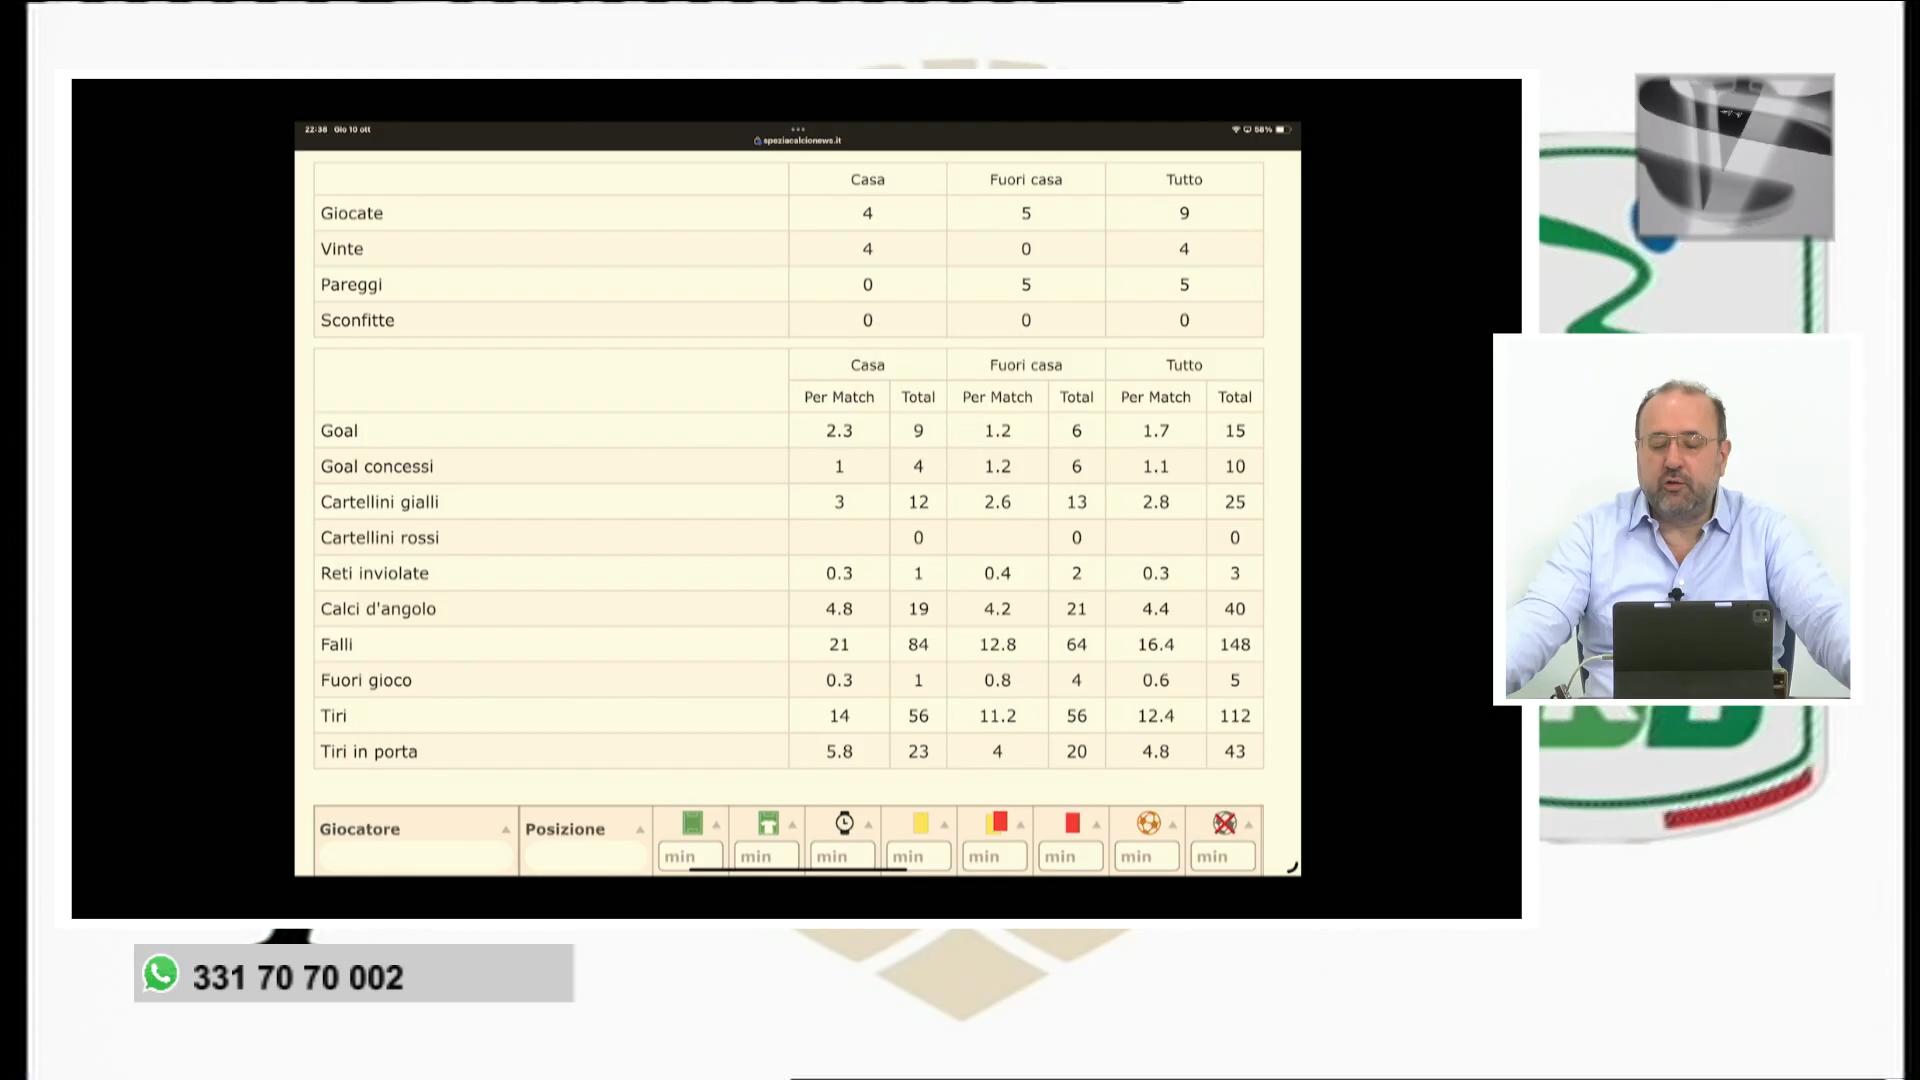 22:38 Gio 10 ott
speziacalcionews.it
58%
Casa Fuori casa Tutto
Giocate 4 5 9
Vinte 4 0 4
Pareggi 0 5 5
Sconfitte 0 0 0
Casa Fuori casa Tutto
Per Match Total Per Match Total Per Match Total
Goal 2.3 9 1.2 6 1.7 15
Goal concessi 1 4 1.2 6 1.1 10
Cartellini gialli 3 12 2.6 13 2.8 25
Cartellini rossi 0 0 0
Reti inviolate 0.3 1 0.4 2 0.3 3
Calci d'angolo 4.8 19 4.2 21 4.4 40
Falli 21 84 12.8 64 16.4 148
Fuori gioco 0.3 1 0.8 4 0.6 5
Tiri 14 56 11.2 56 12.4 112
Tiri in porta 5.8 23 4 20 4.8 43
Giocatore Posizione
min min min min min min min min
331 70 70 002